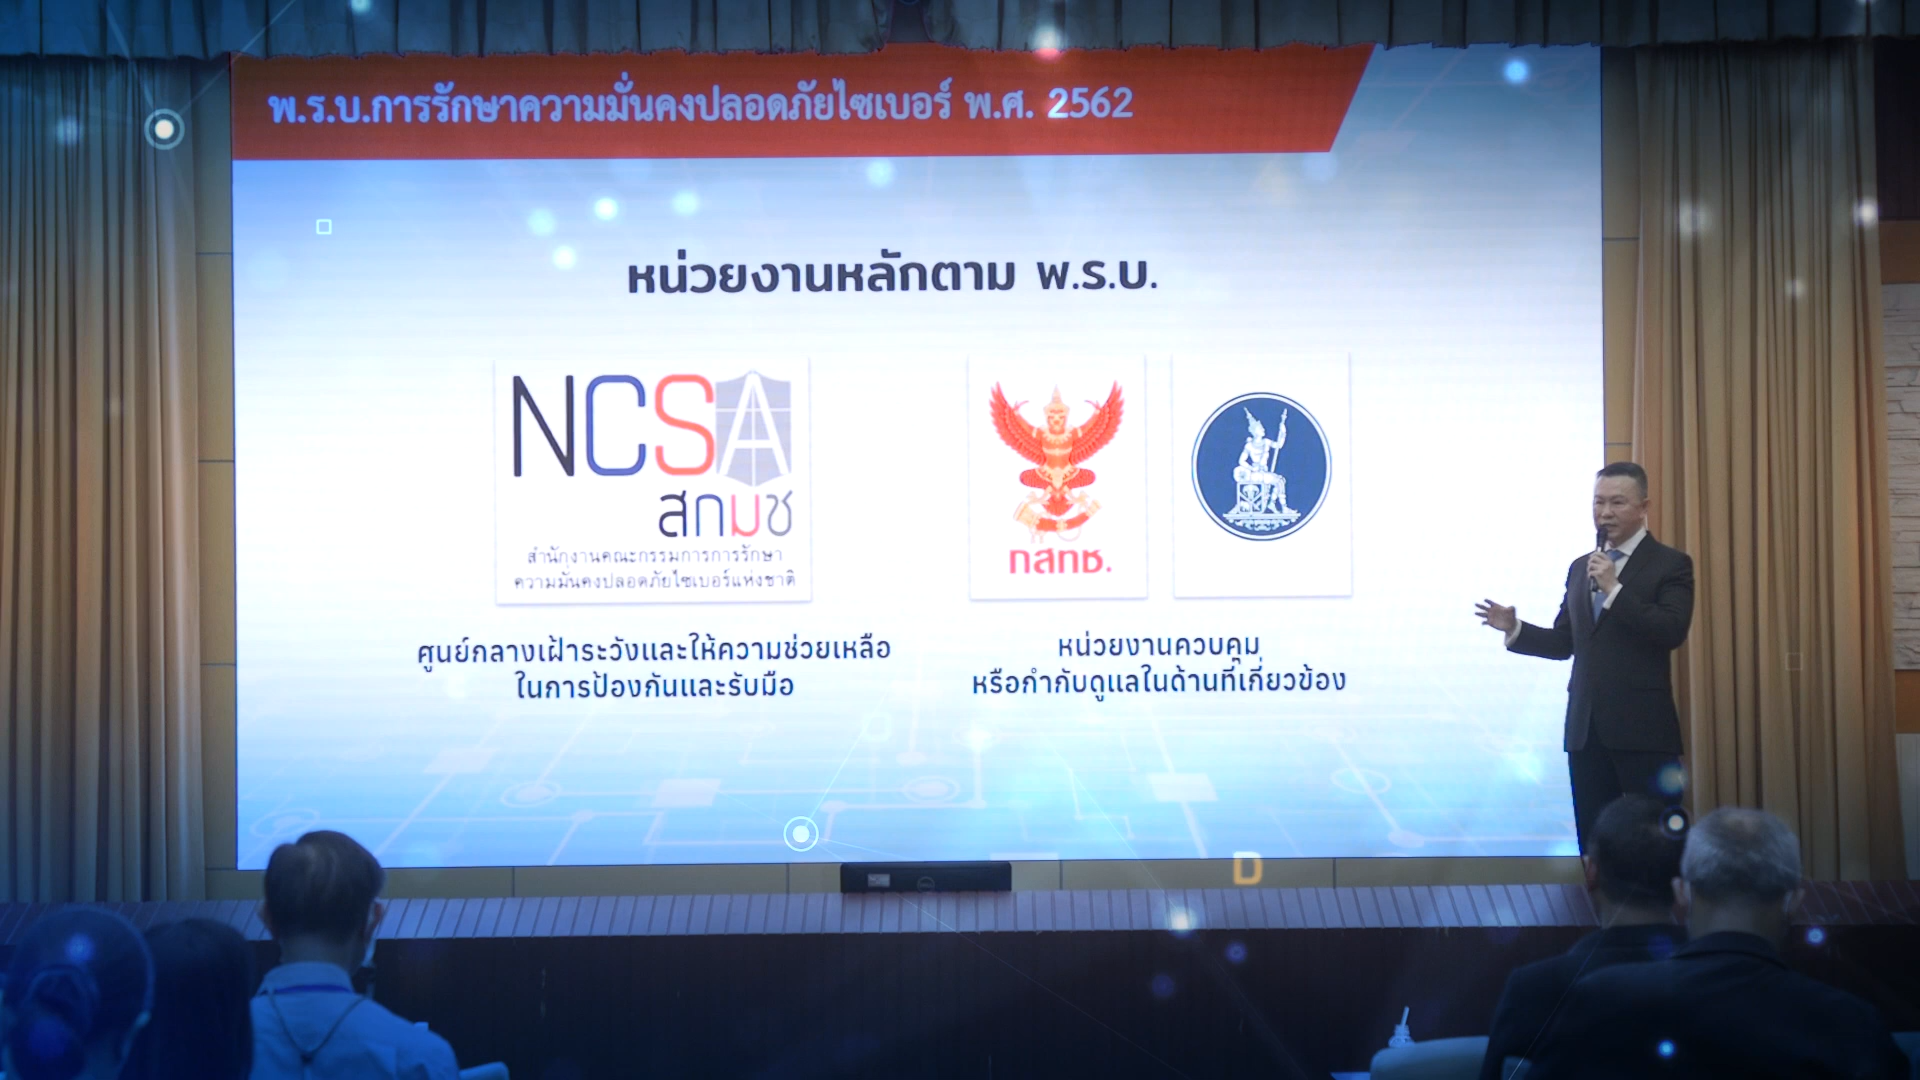 พ.ร.บ.การรักษาความมั่นคงปลอดภัยไซเบอร์ พ.ศ. 2562
หน่วยงานหลักตาม พ.ร.บ.
NCSA
สกมช
สำนักงานคณะกรรมการการรักษา
ความมั่นคงปลอดภัยไซเบอร์แห่งชาติ
กสทช.
ศูนย์กลางเฝ้าระวังและให้ความช่วยเหลือ
ในการป้องกันและรับมือ
หน่วยงานควบคุม
หรือกำกับดูแลในด้านที่เกี่ยวข้อง
D